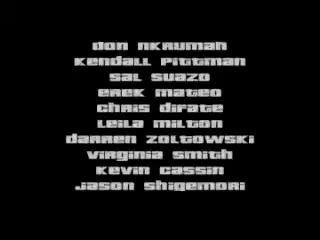 DON NKRUMAH
KENDALL PITTMAN
SAL SUAZO
EREK MATEO
CHRIS DIFATE
LEILA MILTON
DARREN ZOLTOWSKI
VIRGINIA SMITH
KEVIN CASSIN
JASON SHIGEMORI